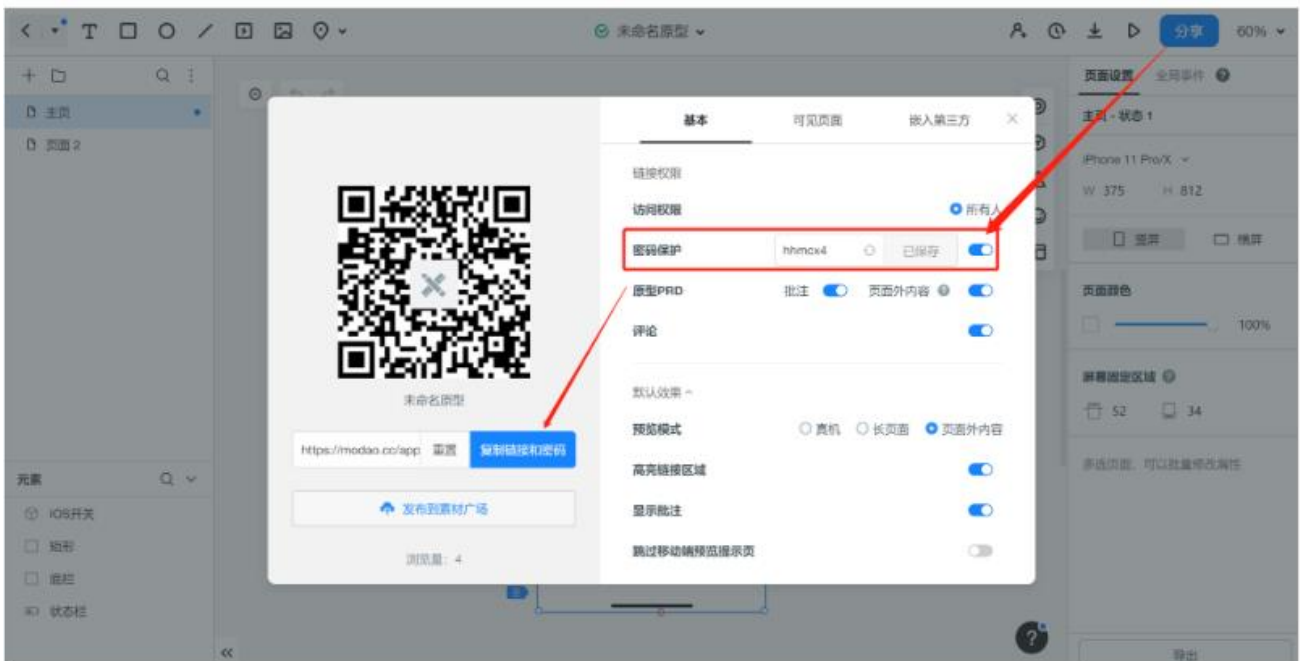 T
未命名原型
分享
60%
页面设置
全局事件
主页
主页 - 状态 1
页面 2
基本
可见页面
嵌入第三方
iPhone 11 Pro/X
W 375
H 812
链接权限
访问权限
所有人
竖屏
横屏
密码保护
hhmcx4
已保存
原型PRD
批注
页面外内容
页面颜色
100%
评论
屏幕固定区域
52
34
未命名原型
默认效果
预览模式
真机
长页面
页面外内容
https://modao.cc/app
重置
复制链接和密码
高亮链接区域
多选页面,可以批量修改属性
元素
发布到素材广场
显示批注
iOS开关
矩形
浏览量: 4
跳过移动端预览提示页
底栏
状态栏
导出